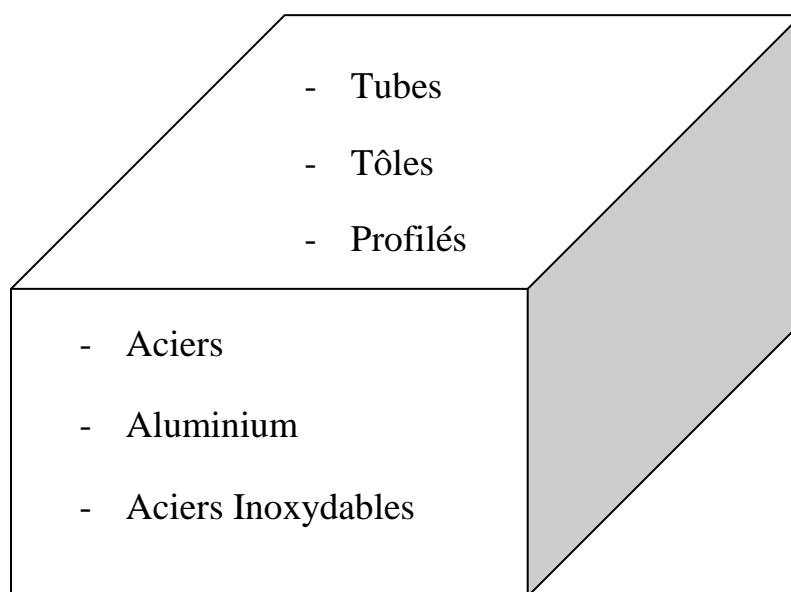 - Tubes
- Tôles
- Profilés
- Aciers
- Aluminium
- Aciers Inoxydables